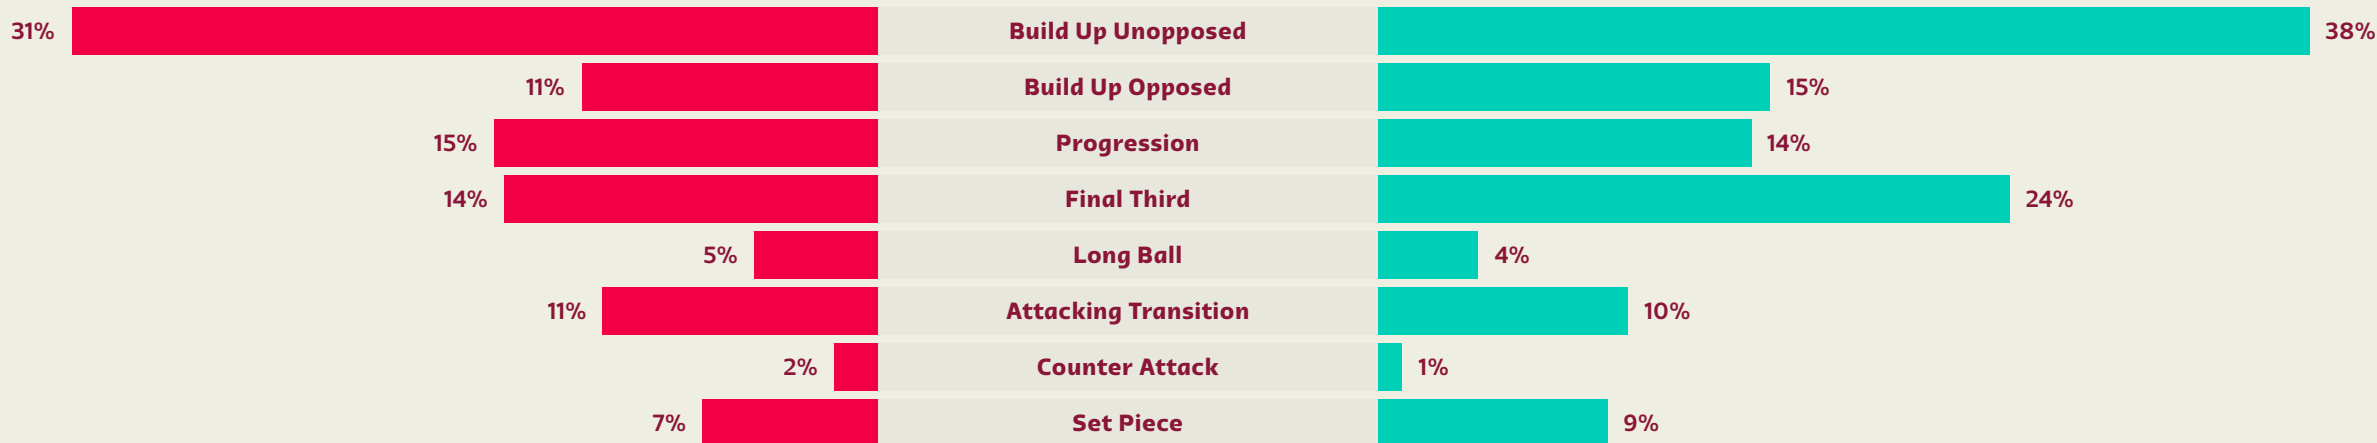 31% Build Up Unopposed 38%
11% Build Up Opposed 15%
15% Progression 14%
14% Final Third 24%
5% Long Ball 4%
11% Attacking Transition 10%
2% Counter Attack 1%
7% Set Piece 9%